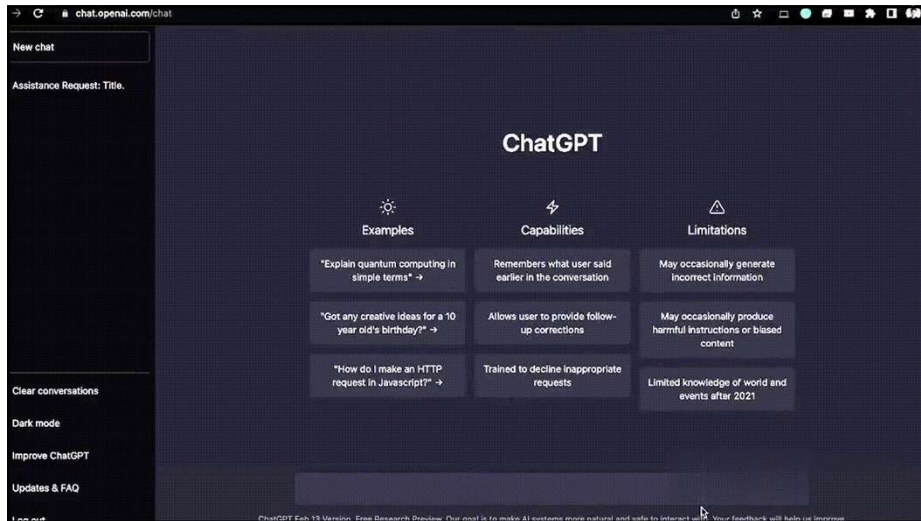 chat.openai.com/chat
New chat
Assistance Request: Title.
ChatGPT
Examples
"Explain quantum computing in
simple terms" →
"Got any creative ideas for a 10
year old's birthday?" →
"How do I make an HTTP
request in Javascript?" →
Capabilities
Remembers what user said
earlier in the conversation
Allows user to provide follow-
up corrections
Trained to decline inappropriate
requests
Limitations
May occasionally generate
incorrect information
May occasionally produce
harmful instructions or biased
content
Limited knowledge of world and
events after 2021
Clear conversations
Dark mode
Improve ChatGPT
Updates & FAQ
Log out
ChatGPT Feb 13 Version. Free Research Preview. Our goal is to make AI systems more natural and safe to interact with. Your feedback will help us improve.